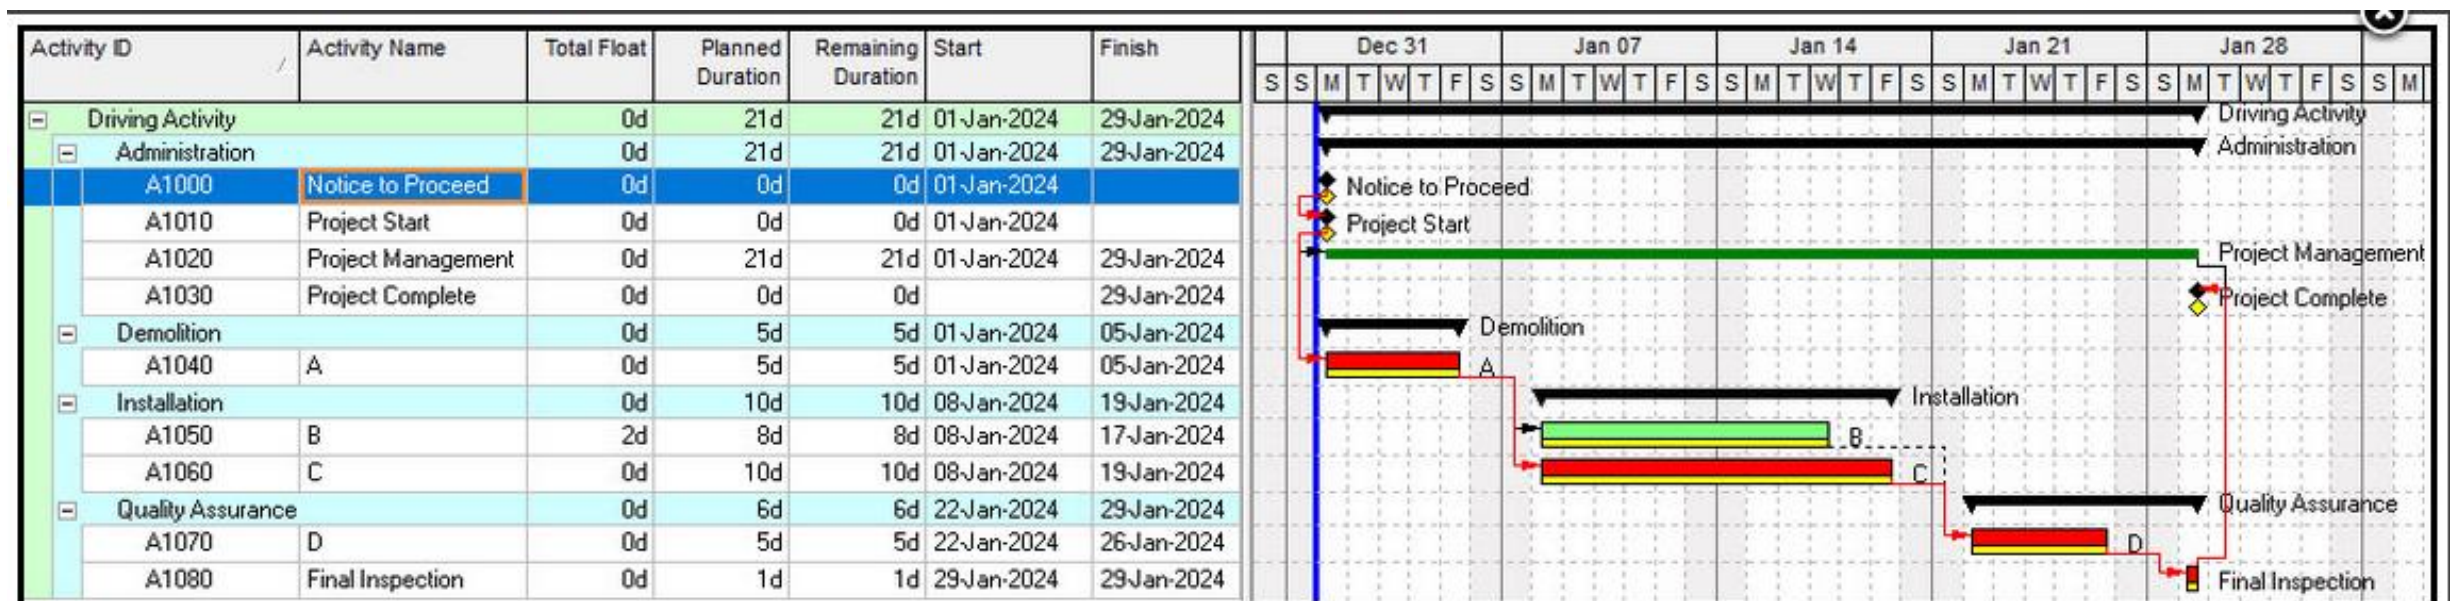 Activity ID Activity Name Total Float Planned Duration Remaining Duration Start Finish Dec 31 Jan 07 Jan 14 Jan 21 Jan 28
S S M T W T F S S M T W T F S S M T W T F S S M T W T F S S M T W T F S S M
Driving Activity 0d 21d 21d 01-Jan-2024 29-Jan-2024 Driving Activity
Administration 0d 21d 21d 01-Jan-2024 29-Jan-2024 Administration
A1000 Notice to Proceed 0d 0d 0d 01-Jan-2024 Notice to Proceed
A1010 Project Start 0d 0d 0d 01-Jan-2024 Project Start
A1020 Project Management 0d 21d 21d 01-Jan-2024 29-Jan-2024 Project Management
A1030 Project Complete 0d 0d 0d 29-Jan-2024 Project Complete
Demolition 0d 5d 5d 01-Jan-2024 05-Jan-2024 Demolition
A1040 A 0d 5d 5d 01-Jan-2024 05-Jan-2024 A
Installation 0d 10d 10d 08-Jan-2024 19-Jan-2024 Installation
A1050 B 2d 8d 8d 08-Jan-2024 17-Jan-2024 B
A1060 C 0d 10d 10d 08-Jan-2024 19-Jan-2024 C
Quality Assurance 0d 6d 6d 22-Jan-2024 29-Jan-2024 Quality Assurance
A1070 D 0d 5d 5d 22-Jan-2024 26-Jan-2024 D
A1080 Final Inspection 0d 1d 1d 29-Jan-2024 29-Jan-2024 Final Inspection